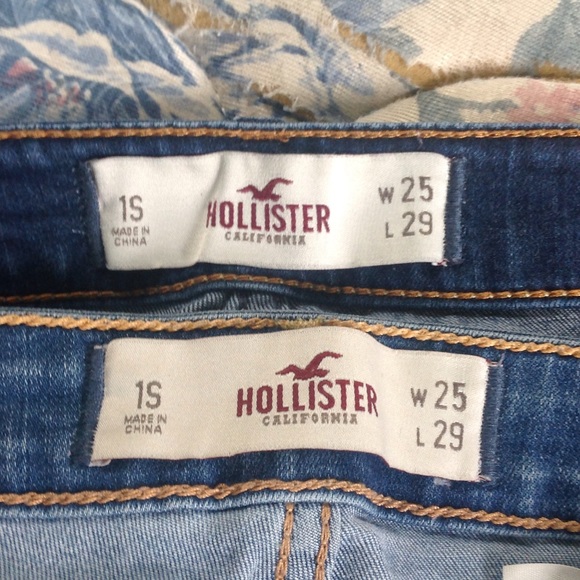 1S
MADE IN
CHINA
HOLLISTER
CALIFORNIA
W 25
L 29
1S
MADE IN
CHINA
HOLLISTER
CALIFORNIA
W 25
L 29